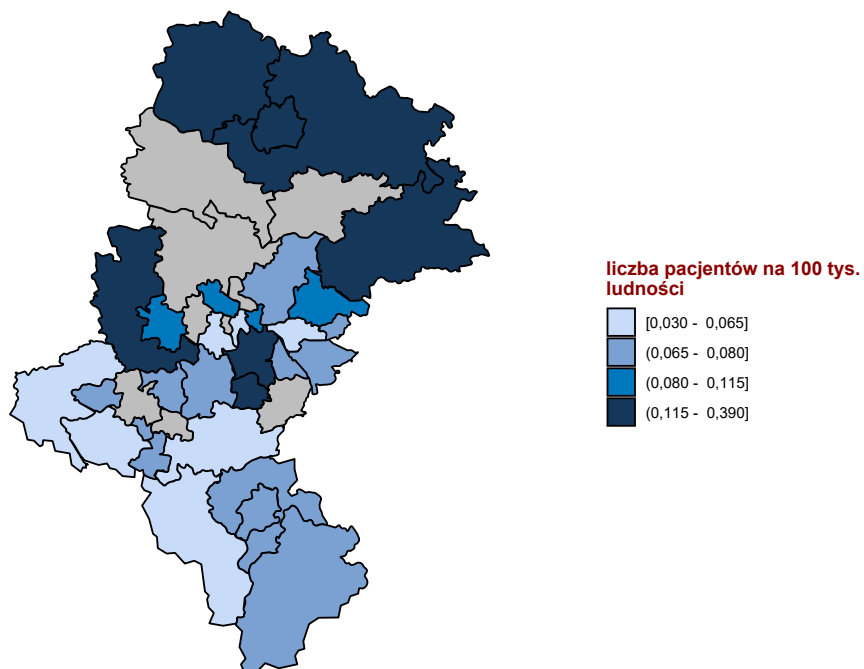 liczba pacjentów na 100 tys.
ludności
[0,030 - 0,065]
(0,065 - 0,080]
(0,080 - 0,115]
(0,115 - 0,390]